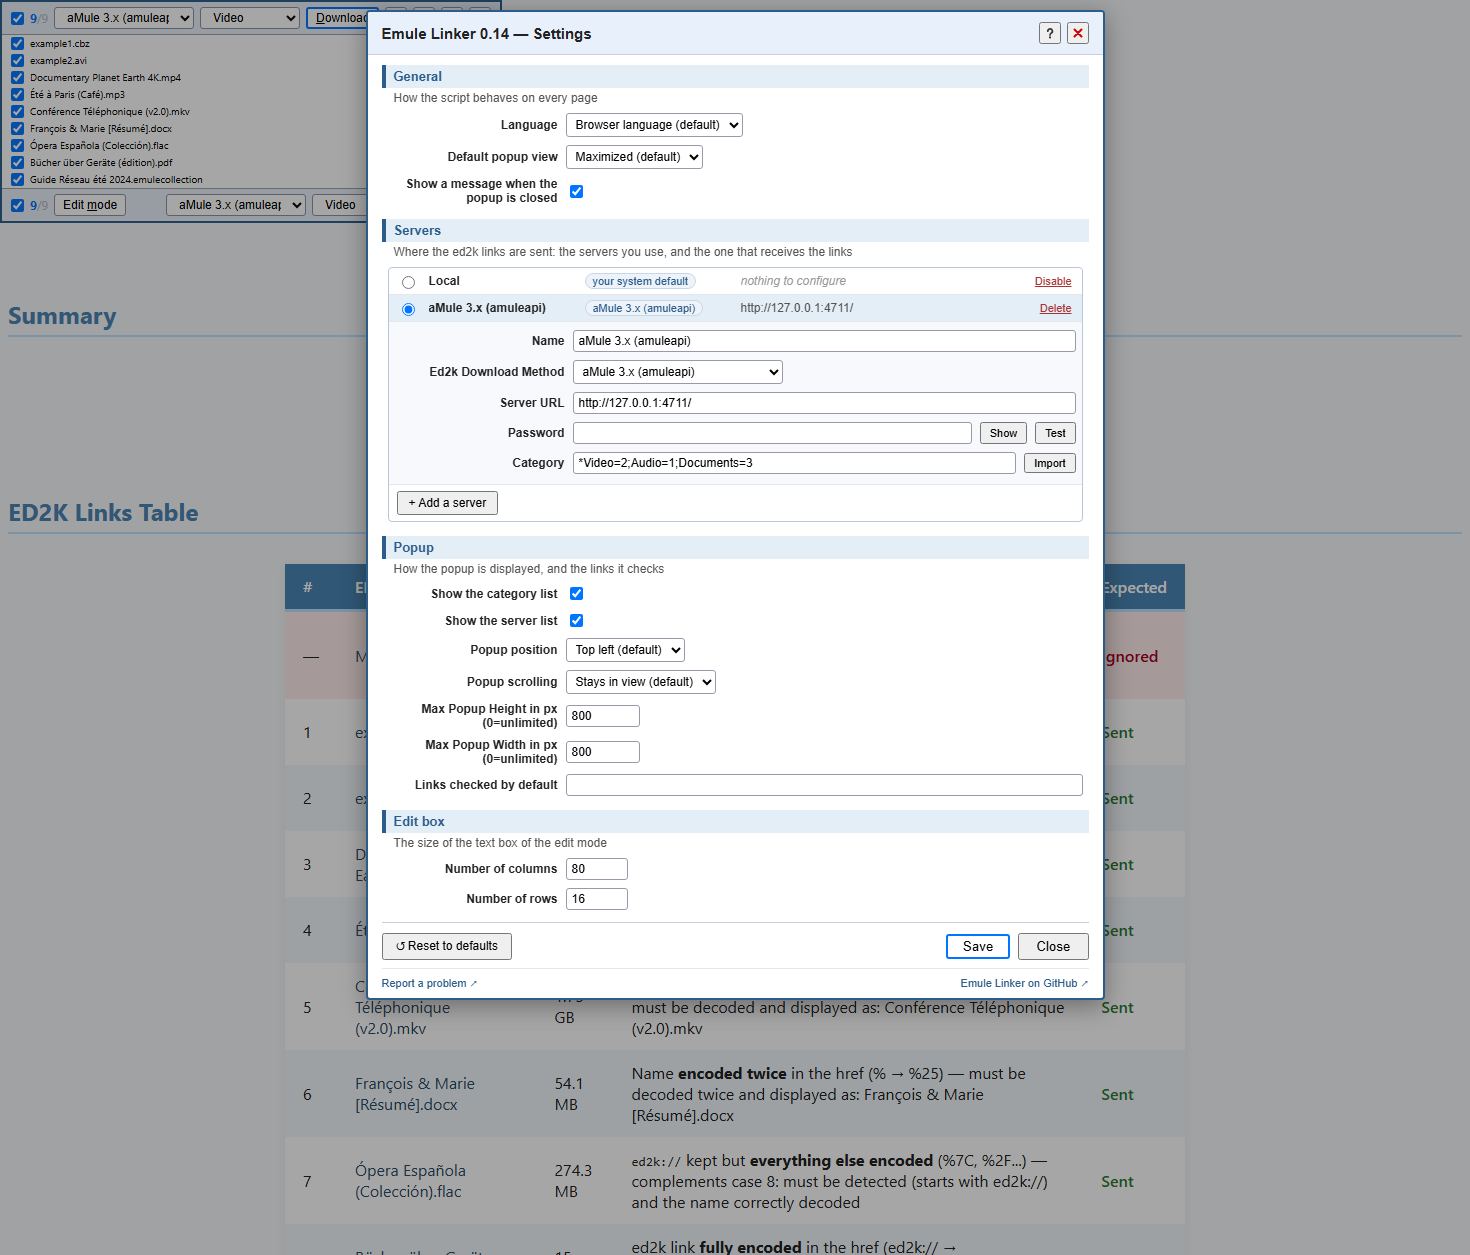 9/9 aMule 3.x (amuleap Video Download
example1.cbz
example2.avi
Documentary Planet Earth 4K.mp4
Été à Paris (Café).mp3
Conférence Téléphonique (v2.0).mkv
François & Marie [Résumé].docx
Ópera Española (Colección).flac
Bücher über Geräte (édition).pdf
Guide Réseau été 2024.emulecollection
9/9 Edit mode aMule 3.x (amuleap Video
Summary
ED2K Links Table
Emule Linker 0.14 — Settings ? ×
General
How the script behaves on every page
Language Browser language (default)
Default popup view Maximized (default)
Show a message when the
popup is closed
Servers
Where the ed2k links are sent: the servers you use, and the one that receives the links
Local your system default nothing to configure Disable
aMule 3.x (amuleapi) aMule 3.x (amuleapi) http://127.0.0.1:4711/ Delete
Name aMule 3.x (amuleapi)
Ed2k Download Method aMule 3.x (amuleapi)
Server URL http://127.0.0.1:4711/
Password Show Test
Category *Video=2;Audio=1;Documents=3 Import
+ Add a server
Popup
How the popup is displayed, and the links it checks
Show the category list
Show the server list
Popup position Top left (default)
Popup scrolling Stays in view (default)
Max Popup Height in px
(0=unlimited) 800
Max Popup Width in px
(0=unlimited) 800
Links checked by default
Edit box
The size of the text box of the edit mode
Number of columns 80
Number of rows 16
↺ Reset to defaults Save Close
Report a problem ↗ Emule Linker on GitHub ↗
# Expected
— gnored
1 Sent
2 Sent
3 Sent
4 Sent
5 Téléphonique (v2.0).mkv GB must be decoded and displayed as: Conférence Téléphonique (v2.0).mkv Sent
6 François & Marie [Résumé].docx 54.1 MB Name encoded twice in the href (% → %25) — must be decoded twice and displayed as: François & Marie [Résumé].docx Sent
7 Ópera Española (Colección).flac 274.3 MB ed2k:// kept but everything else encoded (%7C, %2F...) — complements case 8: must be detected (starts with ed2k://) and the name correctly decoded Sent
ed2k link fully encoded in the href (ed2k:// →